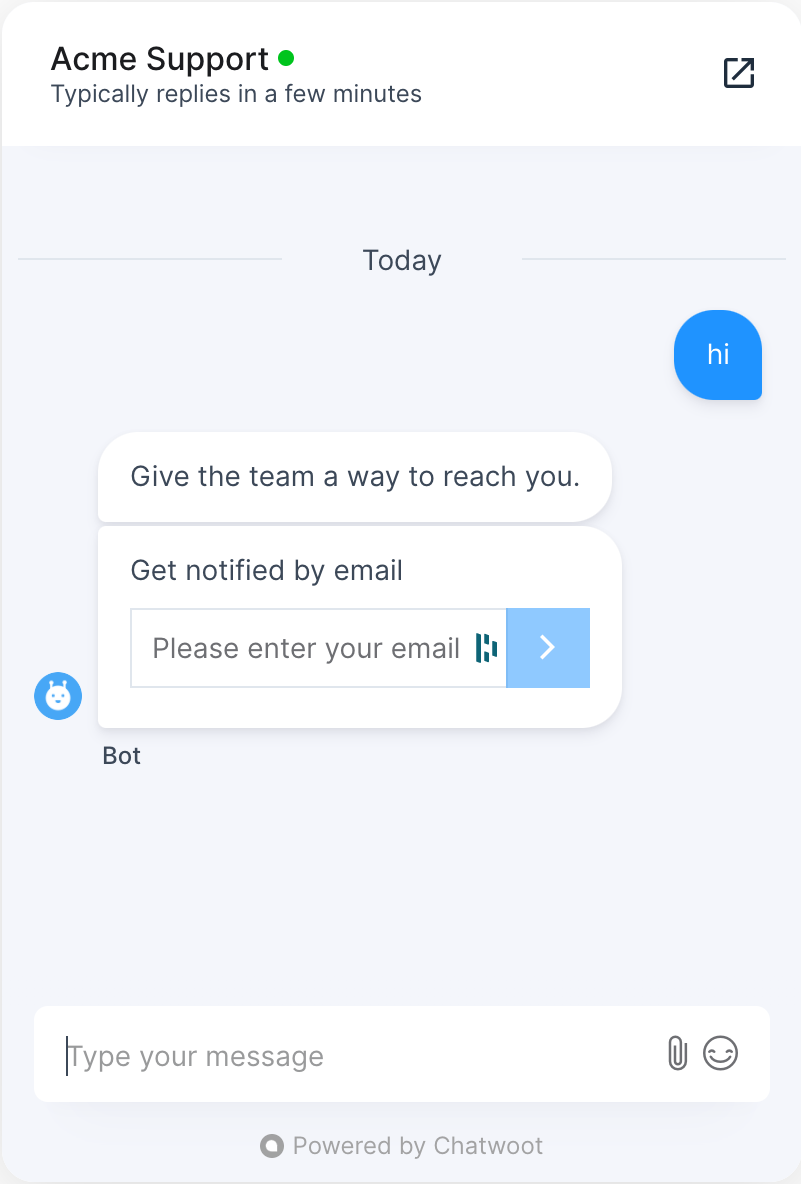 Acme Support
Typically replies in a few minutes
Today
hi
Give the team a way to reach you.
Get notified by email
Please enter your email
Bot
Type your message
Powered by Chatwoot